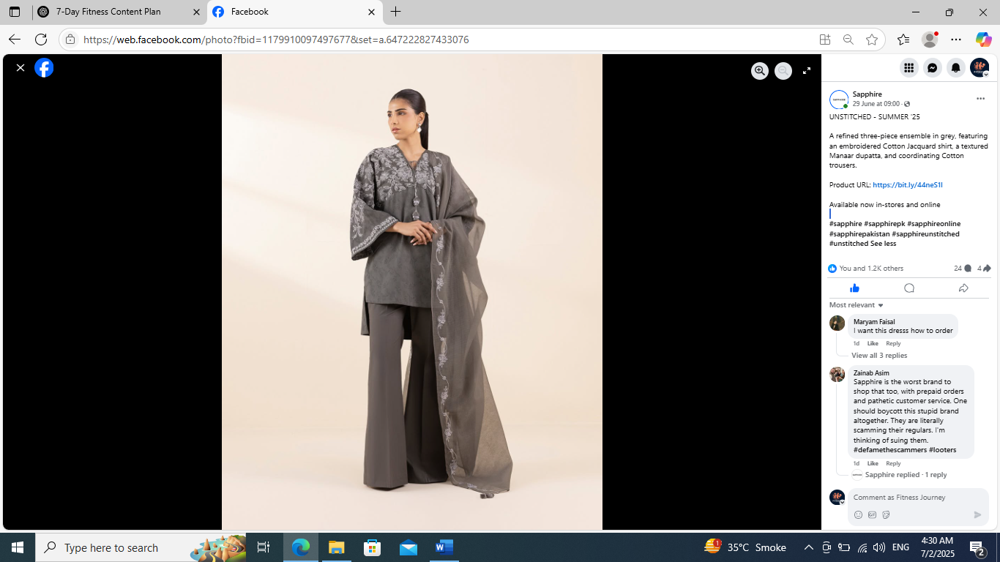 7-Day Fitness Content Plan
Facebook
https://web.facebook.com/photo?fbid=1179910097497677&set=a.647222827433076
Sapphire
29 June at 09:00 ·
UNSTITCHED - SUMMER '25
A refined three-piece ensemble in grey, featuring
an embroidered Cotton Jacquard shirt, a textured
Manaar dupatta, and coordinating Cotton
trousers.
Product URL: https://bit.ly/44neS1l
Available now in-stores and online
#sapphire #sapphirepk #sapphireonline
#sapphirepakistan #sapphireunstitched
#unstitched See less
You and 1.2K others 24 4
Most relevant
Maryam Faisal
I want this dresss how to order
1d Like Reply
View all 3 replies
Zainab Asim
Sapphire is the worst brand to
shop that too, with prepaid orders
and pathetic customer service. One
should boycott this stupid brand
altogether. They are literally
scamming their regulars. I'm
thinking of suing them.
#defamethescammers #looters
1d Like Reply
Sapphire replied · 1 reply
Comment as Fitness Journey
GIF
Type here to search
1
35°C Smoke
ENG
4:30 AM
7/2/2025
2